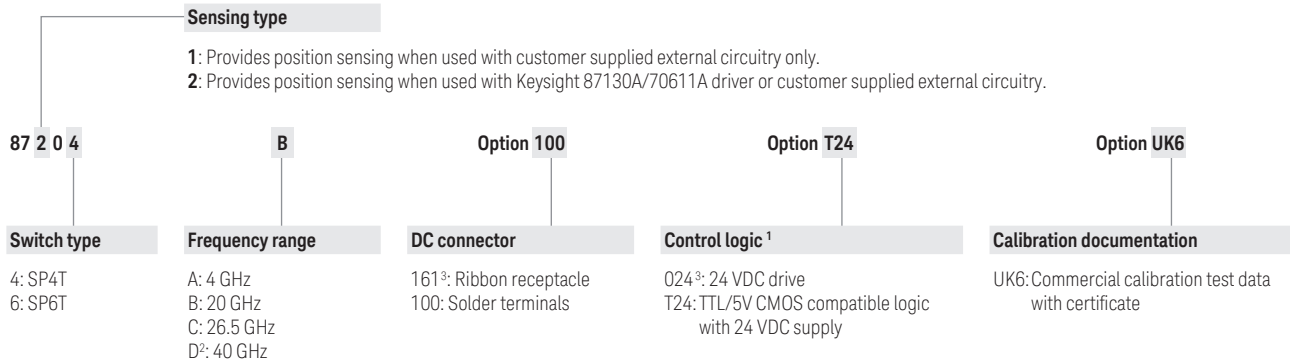 Sensing type
1: Provides position sensing when used with customer supplied external circuitry only.
2: Provides position sensing when used with Keysight 87130A/70611A driver or customer supplied external circuitry.
87 2 0 4 B Option 100 Option T24 Option UK6
Switch type
4: SP4T
6: SP6T
Frequency range
A: 4 GHz
B: 20 GHz
C: 26.5 GHz
D²: 40 GHz
DC connector
161³: Ribbon receptacle
100: Solder terminals
Control logic ¹
024³: 24 VDC drive
T24: TTL/5V CMOS compatible logic
with 24 VDC supply
Calibration documentation
UK6: Commercial calibration test data
with certificate